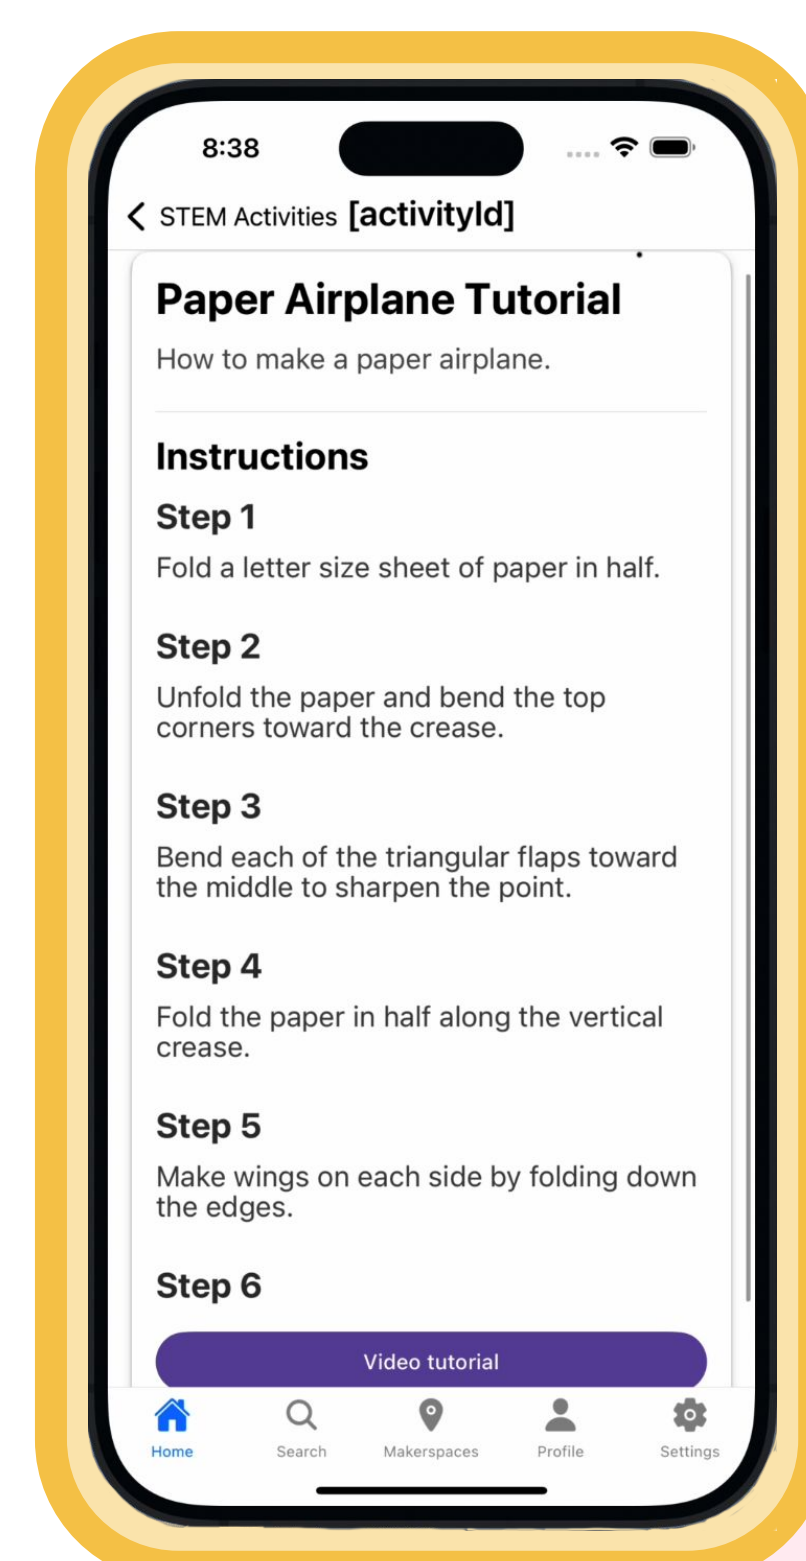 8:38
STEM Activities [activityId]
Paper Airplane Tutorial
How to make a paper airplane.
Instructions
Step 1
Fold a letter size sheet of paper in half.
Step 2
Unfold the paper and bend the top
corners toward the crease.
Step 3
Bend each of the triangular flaps toward
the middle to sharpen the point.
Step 4
Fold the paper in half along the vertical
crease.
Step 5
Make wings on each side by folding down
the edges.
Step 6
Video tutorial
Home Search Makerspaces Profile Settings